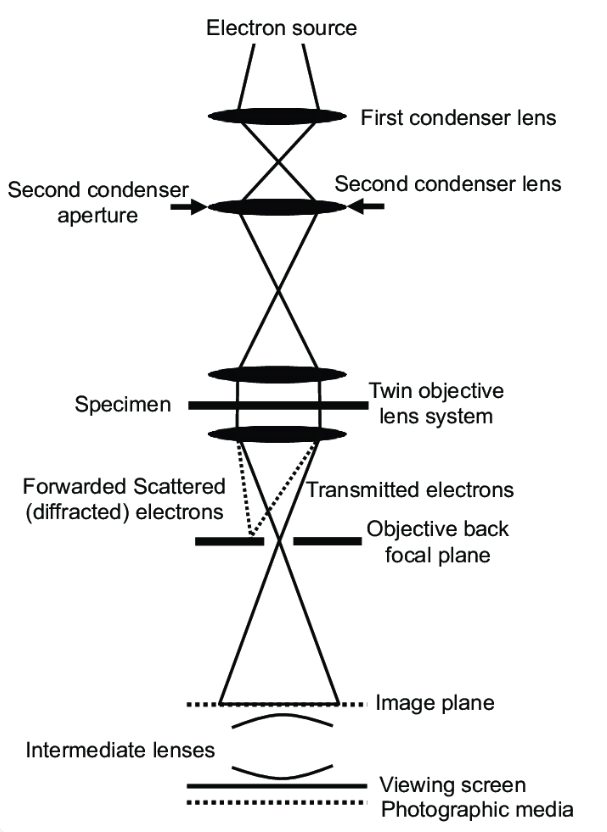 Electron source
First condenser lens
Second condenser
aperture
Second condenser lens
Specimen
Twin objective
lens system
Forwarded Scattered
(diffracted) electrons
Transmitted electrons
Objective back
focal plane
Image plane
Intermediate lenses
Viewing screen
Photographic media